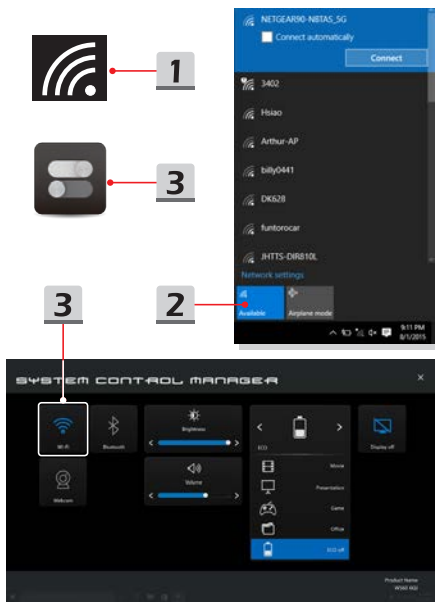 1
3
3
2
NETGEAR90-NBTAS_5G
Connect automatically
Connect
3402
Hsiao
Arthur-AP
billy0441
DK628
funtorocar
JHTTS-DIR810L
Network settings
Available
Airplane mode
9:11 PM
8/1/2015
SYSTEM CONTROL MANAGER
Wi-Fi
Bluetooth
Brightness
ECO
Display off
Webcam
Volume
Movie
Presentation
Game
Office
ECO off
Product Name